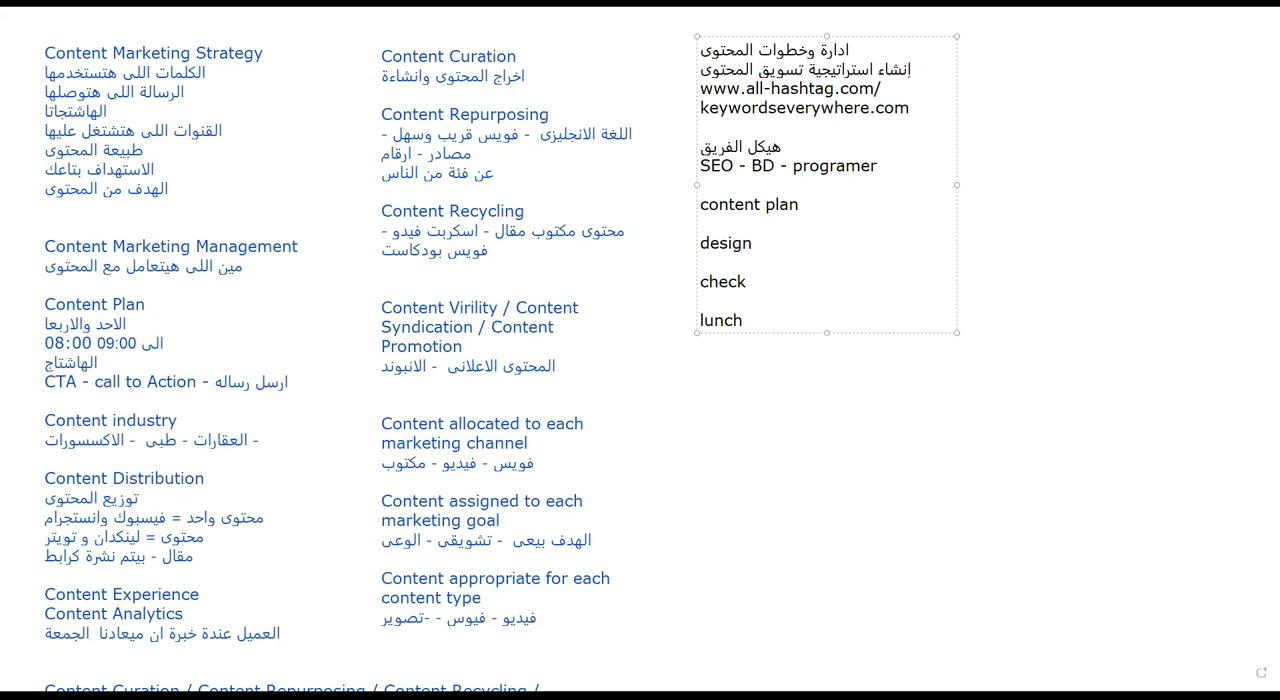 Content Marketing Strategy
الكلمات اللى هتستخدمها
الرسالة اللى هتوصلها
الهاشتجاتا
القنوات اللى هتشتغل عليها
طبيعة المحتوى
الاستهداف بتاعك
الهدف من المحتوى
Content Marketing Management
مين اللى هيتعامل مع المحتوى
Content Plan
الاحد والاربعا
08:00 الى 09:00
الهاشتاج
CTA - call to Action - ارسل رساله
Content industry
العقارات - طبى - الاكسسورات -
Content Distribution
توزيع المحتوى
محتوى واحد = فيسبوك وانستجرام
محتوى = لينكدان و تويتر
مقال - بيتم نشرة كرابط
Content Experience
Content Analytics
العميل عندة خبرة ان ميعادنا الجمعة
Content Curation / Content Repurposing / Content Recycling /
Content Curation
اخراج المحتوى وانشاءة
Content Repurposing
اللغة الانجليزى - فويس قريب وسهل -
مصادر - ارقام
عن فئة من الناس
Content Recycling
محتوى مكتوب مقال - اسكربت فيدو -
فويس بودكاست
Content Virility / Content
Syndication / Content
Promotion
المحتوى الاعلانى - الانبوند
Content allocated to each
marketing channel
فويس - فيديو - مكتوب
Content assigned to each
marketing goal
الهدف بيعى - تشويقى - الوعى
Content appropriate for each
content type
فيديو - فيوس - -تصوير
ادارة وخطوات المحتوى
إنشاء استراتيجية تسويق المحتوى
www.all-hashtag.com/
keywordseverywhere.com
هيكل الفريق
SEO - BD - programer
content plan
design
check
lunch